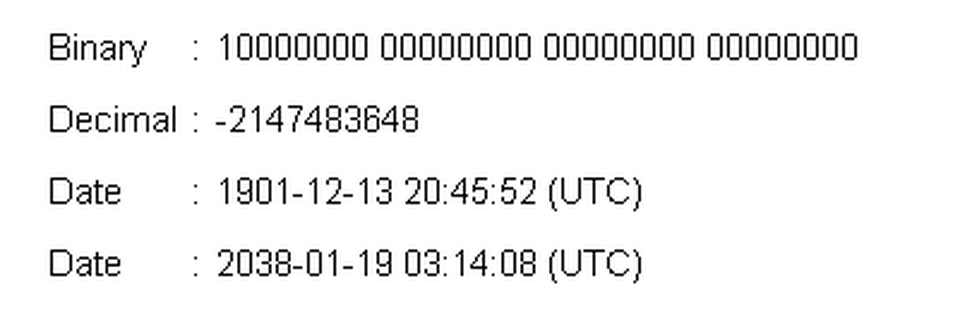 Binary : 10000000 00000000 00000000 00000000
Decimal : -2147483648
Date : 1901-12-13 20:45:52 (UTC)
Date : 2038-01-19 03:14:08 (UTC)